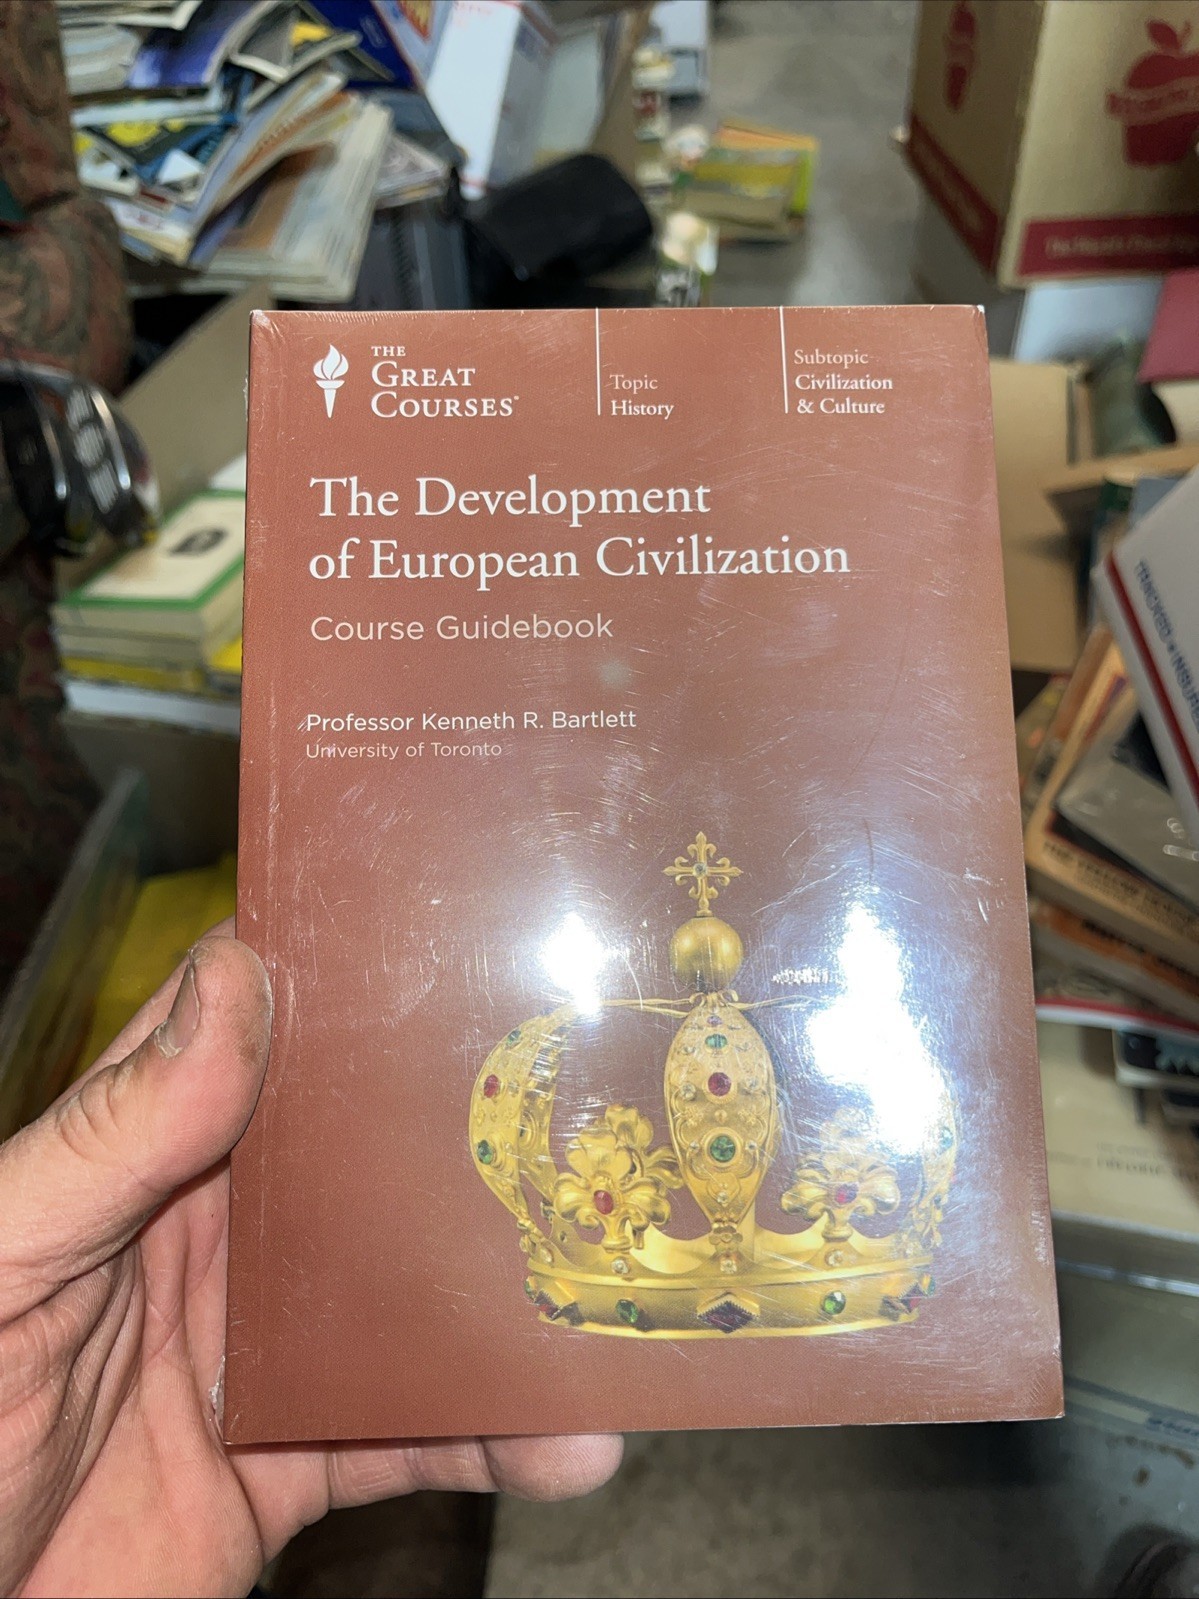 THE
GREAT
COURSES®
Topic
History
Subtopic
Civilization
& Culture
The Development
of European Civilization
Course Guidebook
Professor Kenneth R. Bartlett
University of Toronto
TRACKED